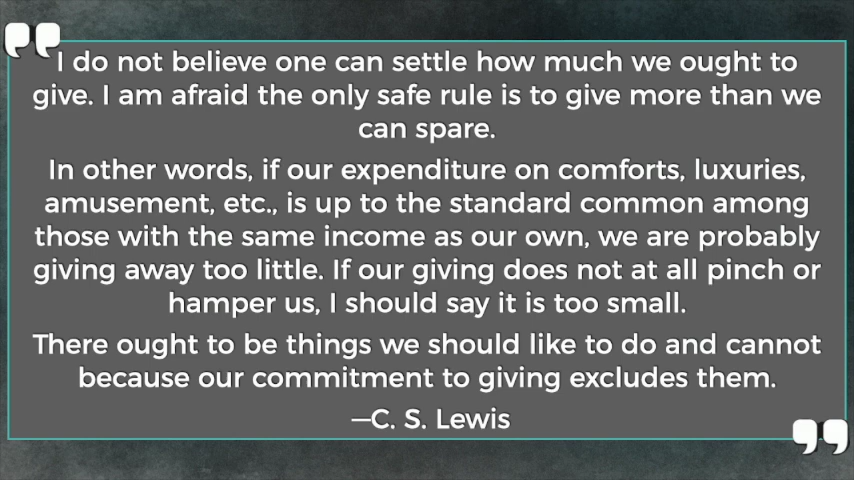 I do not believe one can settle how much we ought to
give. I am afraid the only safe rule is to give more than we
can spare.
In other words, if our expenditure on comforts, luxuries,
amusement, etc., is up to the standard common among
those with the same income as our own, we are probably
giving away too little. If our giving does not at all pinch or
hamper us, I should say it is too small.
There ought to be things we should like to do and cannot
because our commitment to giving excludes them.
—C. S. Lewis